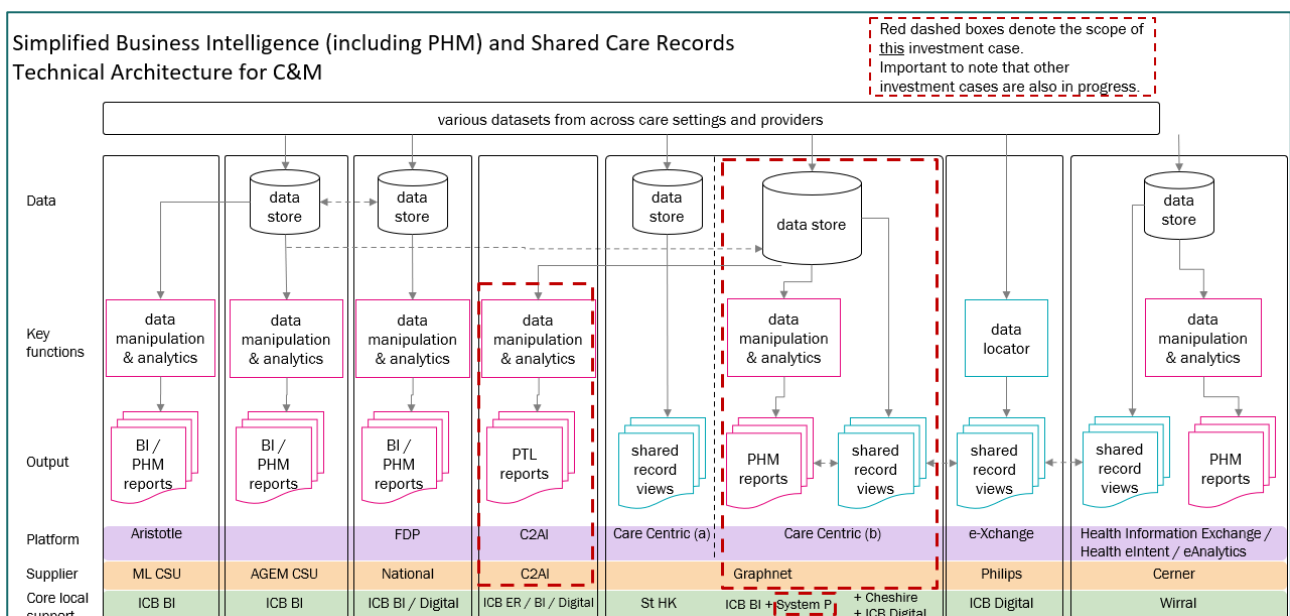 Simplified Business Intelligence (including PHM) and Shared Care Records
Technical Architecture for C&M
Red dashed boxes denote the scope of
this investment case.
Important to note that other
investment cases are also in progress.
various datasets from across care settings and providers
Data
data
store
data
store
data
store
data store
data
store
Key
functions
data
manipulation
& analytics
data
manipulation
& analytics
data
manipulation
& analytics
data
manipulation
& analytics
data
manipulation
& analytics
data
locator
data
manipulation
& analytics
Output
BI /
PHM
reports
BI /
PHM
reports
BI /
PHM
reports
PTL
reports
shared
record
views
PHM
reports
shared
record
views
shared
record
views
shared
record
views
PHM
reports
Platform
Aristotle
FDP
C2AI
Care Centric (a)
Care Centric (b)
e-Xchange
Health Information Exchange /
Health eIntent / eAnalytics
Supplier
ML CSU
AGEM CSU
National
C2AI
Graphnet
Philips
Cerner
Core local
support
ICB BI
ICB BI
ICB BI / Digital
ICB ER / BI / Digital
St HK
ICB BI + System P
+ Cheshire
+ ICB Digital
ICB Digital
Wirral